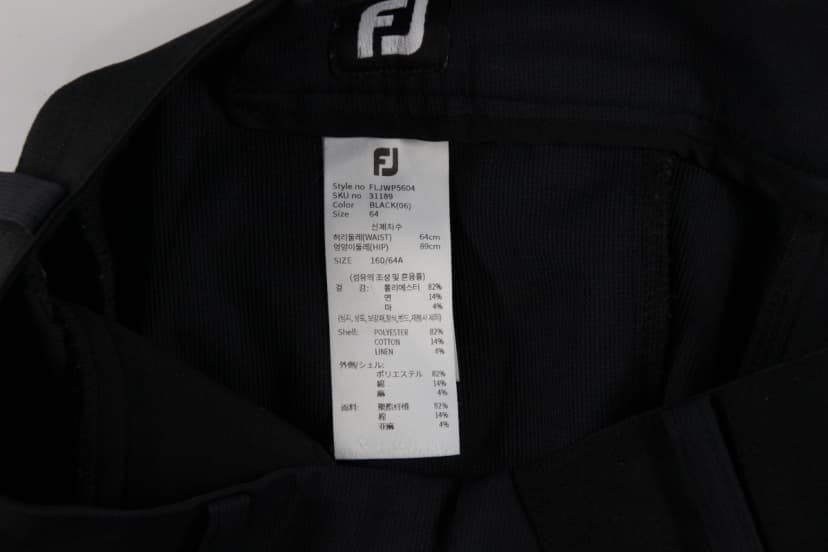 FJ
FJ
Style no FLJWP5604
SKU no 31189
Color BLACK(06)
Size 64
신체치수
허리둘레(WAIST) 64cm
엉덩이둘레(HIP) 89cm
SIZE 160/64A
(섬유의 조성 및 혼용률)
겉 감: 폴리에스터 82%
면 14%
마 4%
Shell: POLYESTER 82%
COTTON 14%
LINEN 4%
外側/シェル:
ポリエステル 82%
綿 14%
麻 4%
面料: 聚酯纤维 82%
棉 14%
亚麻 4%